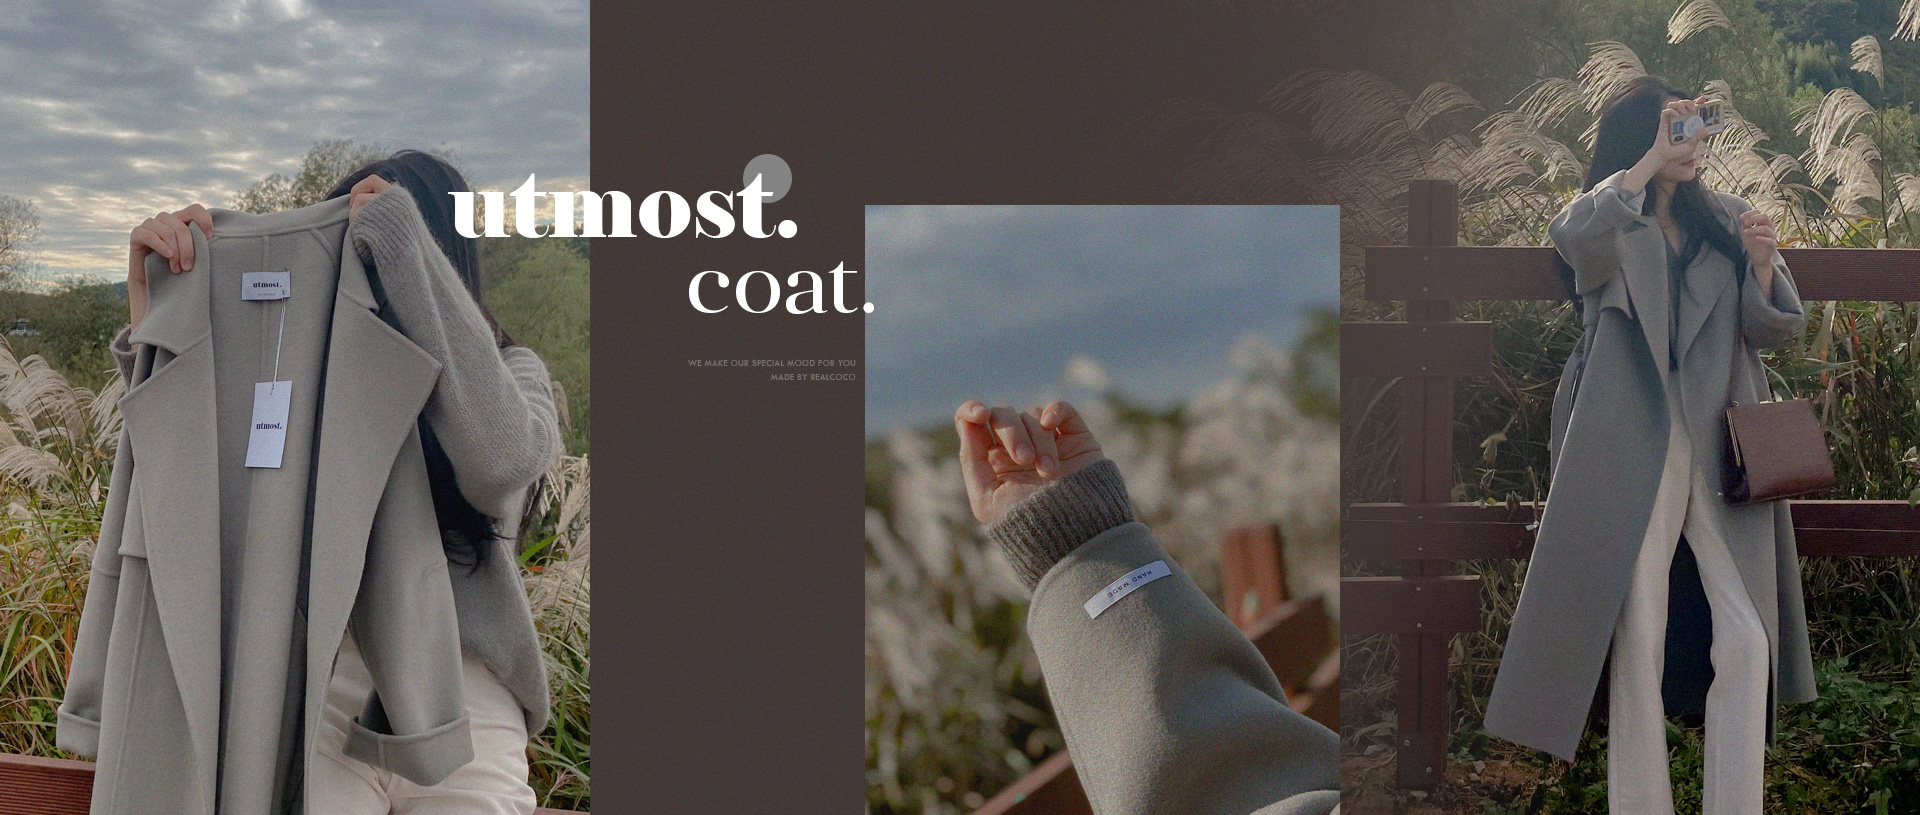 utmost.
coat.
WE MAKE OUR SPECIAL MOOD FOR YOU
MADE BY REALCOCO
utmost.
utmost.
HAND MADE